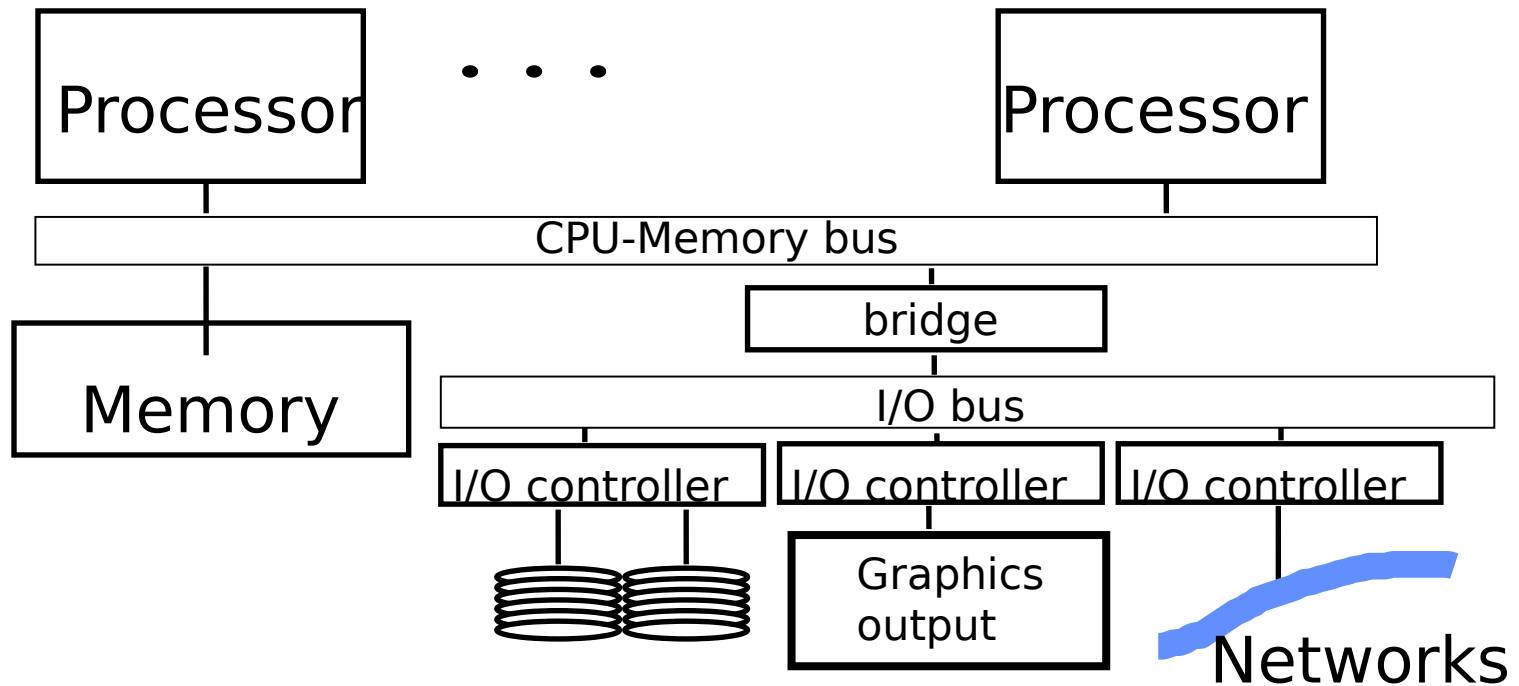 Processor
Processor
CPU-Memory bus
bridge
Memory
I/O bus
I/O controller
I/O controller
I/O controller
Graphics
output
Networks